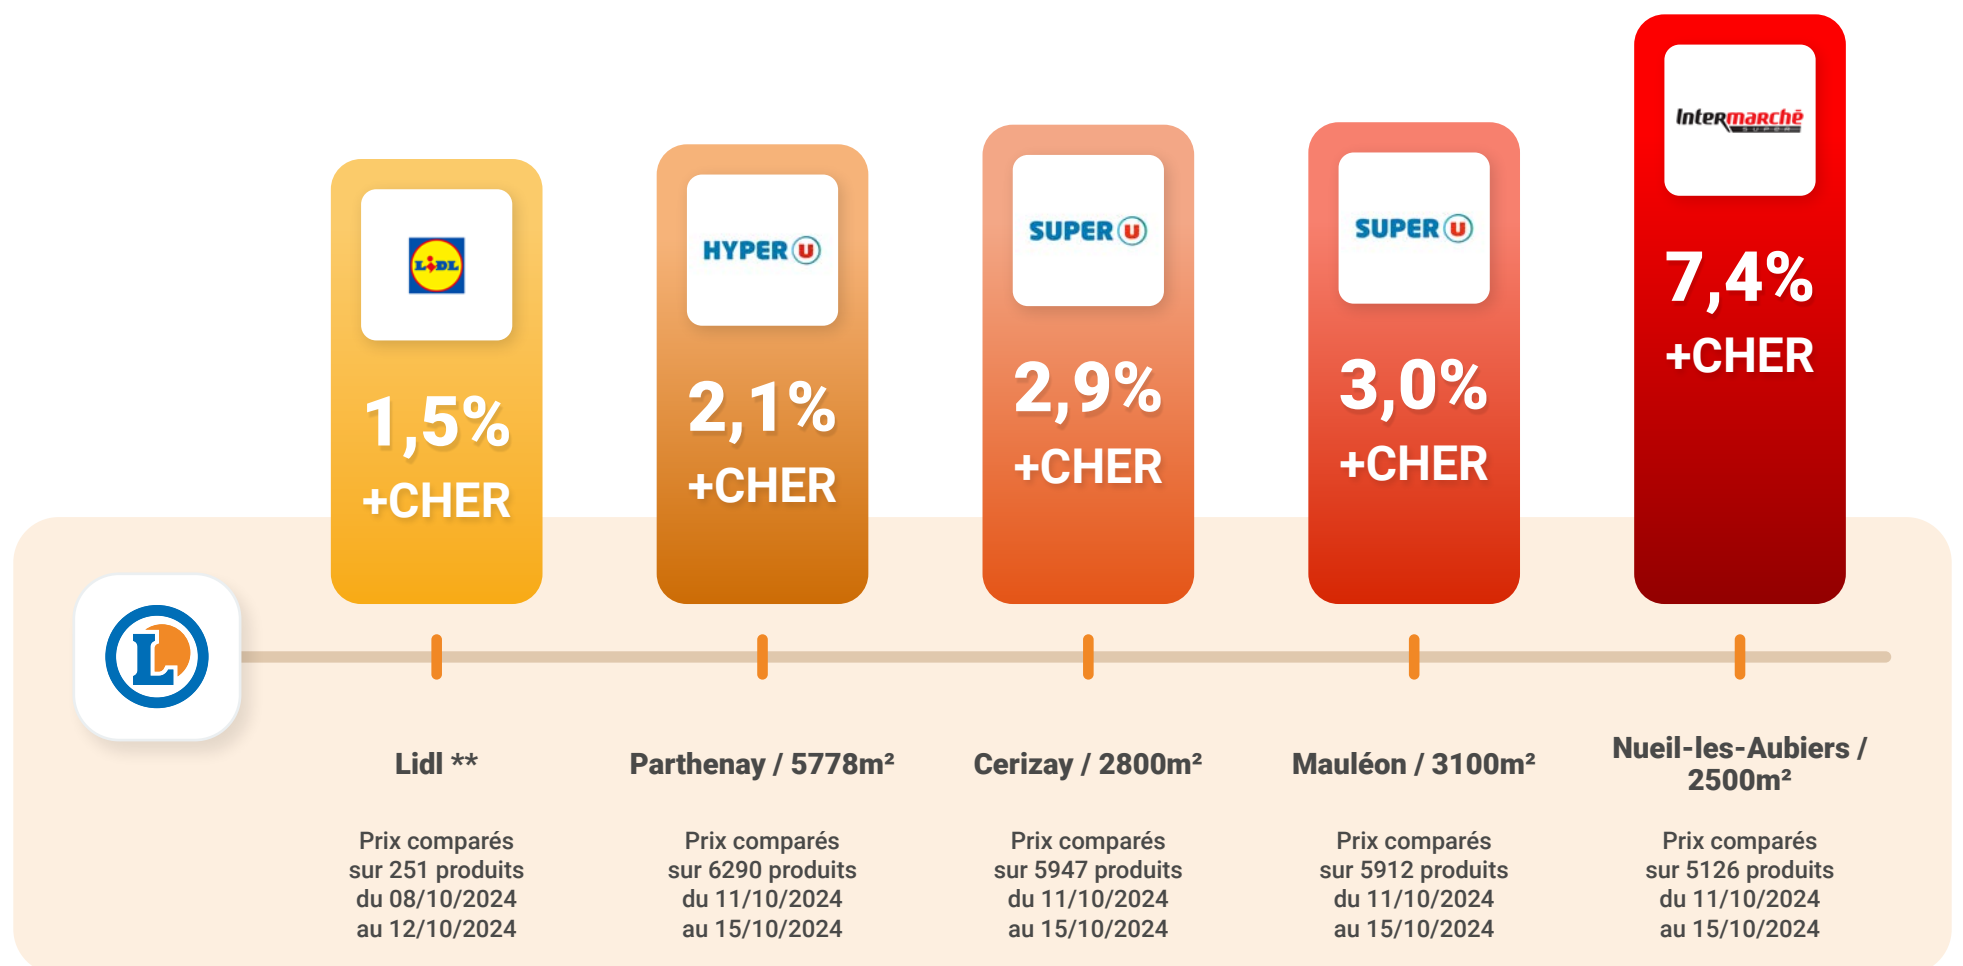 LIDL
1,5%
+CHER
HYPER U
2,1%
+CHER
SUPER U
2,9%
+CHER
SUPER U
3,0%
+CHER
Intermarchē
SUPER
7,4%
+CHER
L
Lidl **
Prix comparés
sur 251 produits
du 08/10/2024
au 12/10/2024
Parthenay / 5778m²
Prix comparés
sur 6290 produits
du 11/10/2024
au 15/10/2024
Cerizay / 2800m²
Prix comparés
sur 5947 produits
du 11/10/2024
au 15/10/2024
Mauléon / 3100m²
Prix comparés
sur 5912 produits
du 11/10/2024
au 15/10/2024
Nueil-les-Aubiers /
2500m²
Prix comparés
sur 5126 produits
du 11/10/2024
au 15/10/2024